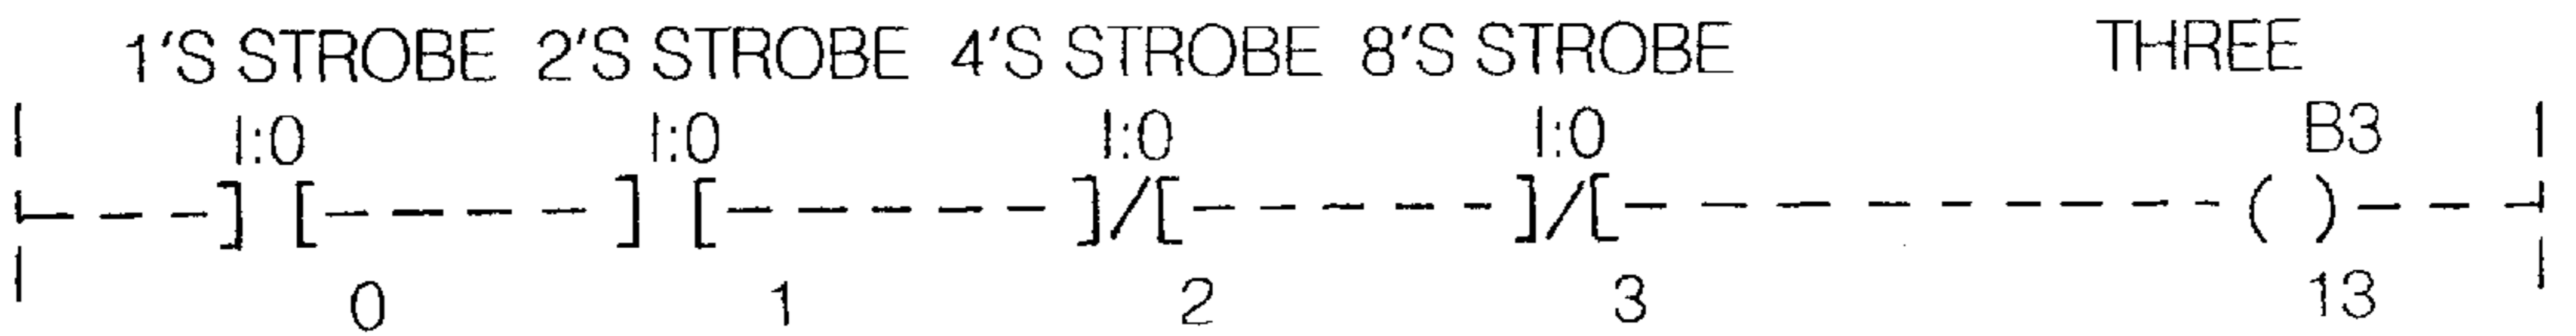 1'S STROBE 2'S STROBE 4'S STROBE 8'S STROBE THREE
I:0 I:0 I:0 I:0 B3
] [ ] [ ]/[ ]/[ ( )
0 1 2 3 13